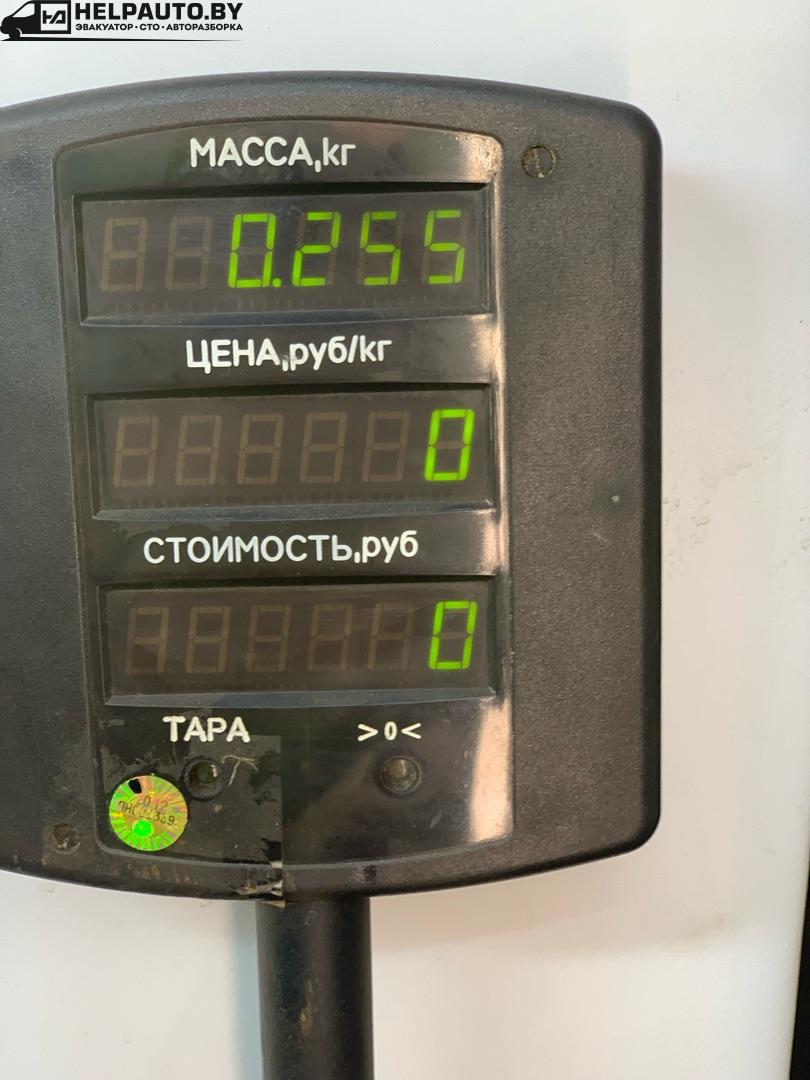 HELPAUTO.BY
ЭВАКУАТОР • СТО • АВТОРАЗБОРКА
МАССА,кг
0.255
ЦЕНА,руб/кг
0
СТОИМОСТЬ,руб
0
ТАРА >0<